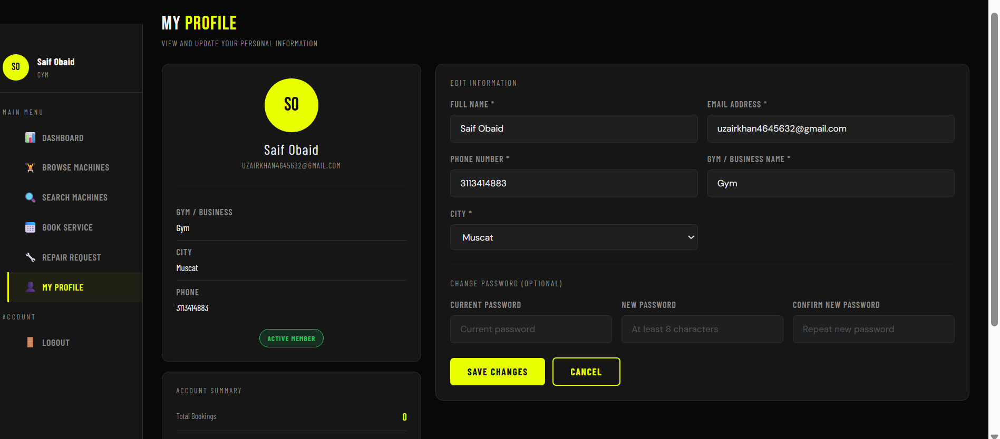 MY PROFILE
VIEW AND UPDATE YOUR PERSONAL INFORMATION
SO
Saif Obaid
GYM
MAIN MENU
DASHBOARD
BROWSE MACHINES
SEARCH MACHINES
BOOK SERVICE
REPAIR REQUEST
MY PROFILE
ACCOUNT
LOGOUT
SO
Saif Obaid
UZAIRKHAN4645632@GMAIL.COM
GYM / BUSINESS
Gym
CITY
Muscat
PHONE
3113414883
ACTIVE MEMBER
ACCOUNT SUMMARY
Total Bookings 0
EDIT INFORMATION
FULL NAME * EMAIL ADDRESS *
Saif Obaid uzairkhan4645632@gmail.com
PHONE NUMBER * GYM / BUSINESS NAME *
3113414883 Gym
CITY *
Muscat
CHANGE PASSWORD (OPTIONAL)
CURRENT PASSWORD NEW PASSWORD CONFIRM NEW PASSWORD
Current password At least 8 characters Repeat new password
SAVE CHANGES CANCEL